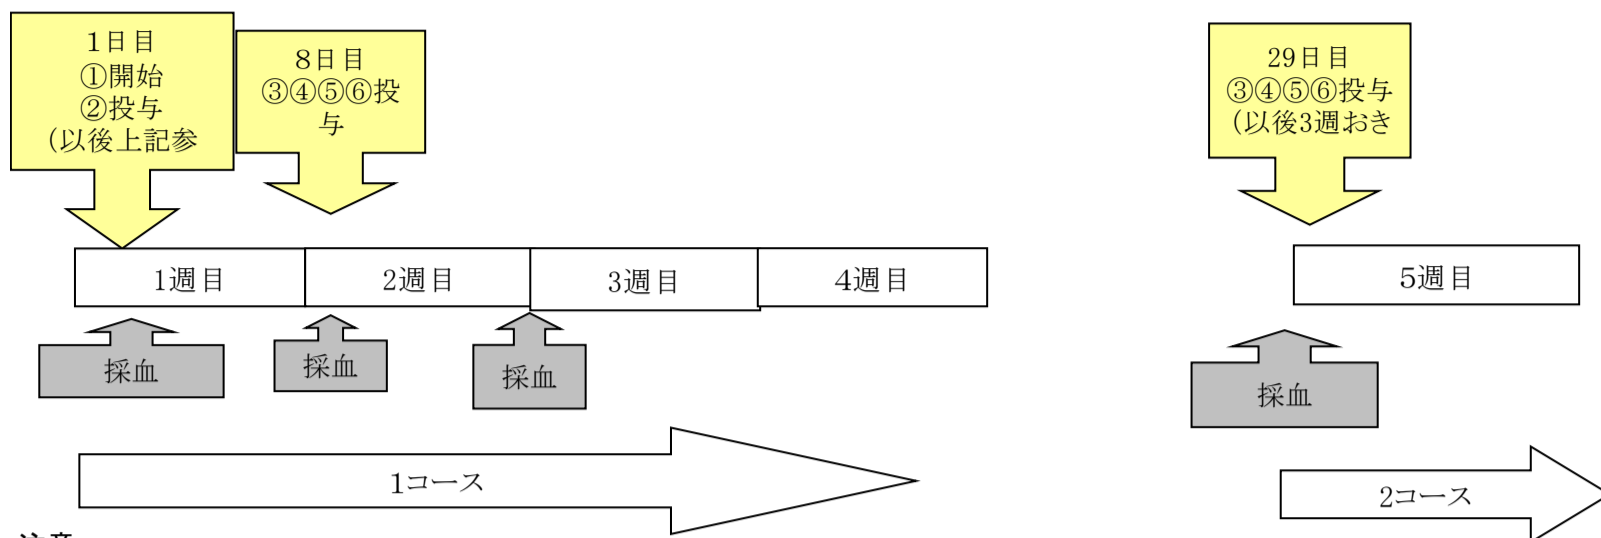 1日目
①開始
②投与
(以後上記参
8日目
③④⑤⑥投
与
29日目
③④⑤⑥投与
(以後3週おき
1週目
2週目
3週目
4週目
5週目
採血
採血
採血
採血
1コース
2コース